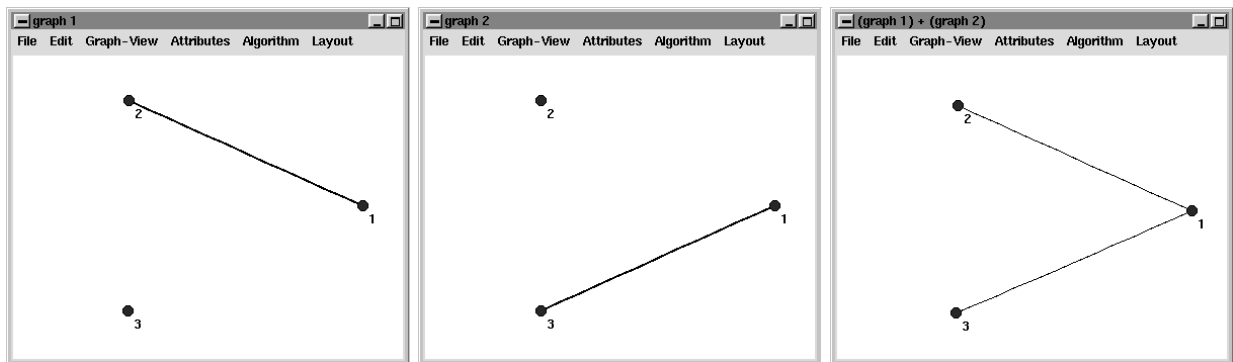 graph 1
File Edit Graph-View Attributes Algorithm Layout
2
1
3
graph 2
File Edit Graph-View Attributes Algorithm Layout
2
1
3
(graph 1) + (graph 2)
File Edit Graph-View Attributes Algorithm Layout
2
1
3